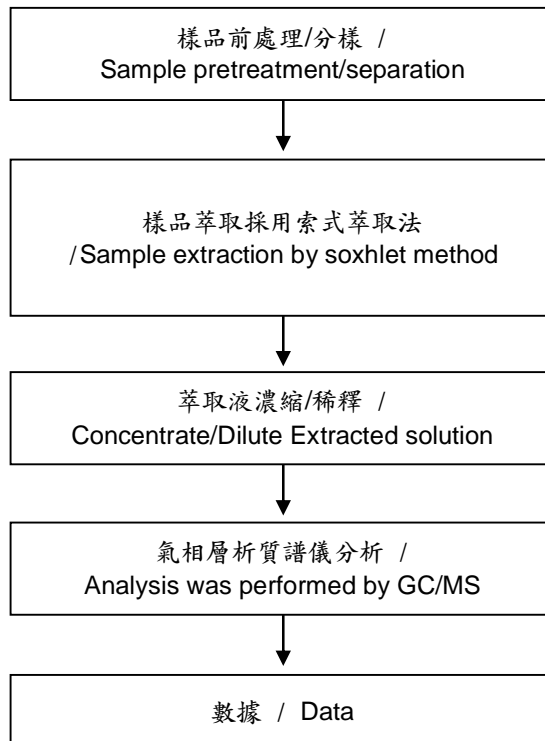 樣品前處理/分樣 /
Sample pretreatment/separation
樣品萃取採用索式萃取法
/Sample extraction by soxhlet method
萃取液濃縮/稀釋 /
Concentrate/Dilute Extracted solution
氣相層析質譜儀分析 /
Analysis was performed by GC/MS
數據 / Data